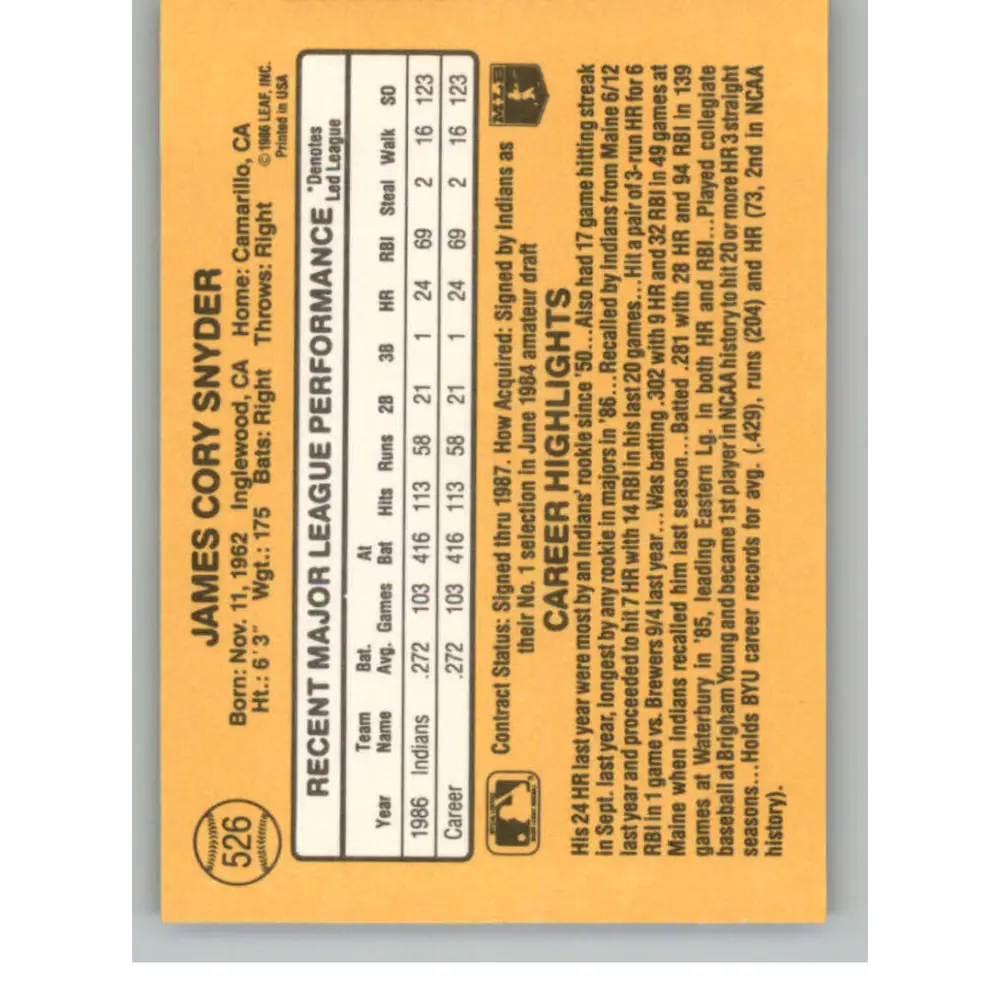 526
JAMES CORY SNYDER
Born: Nov. 11, 1962 Inglewood, CA Home: Camarillo, CA
Ht.: 6'3" Wgt.: 175 Bats: Right Throws: Right
© 1986 LEAF, INC.
Printed in USA
RECENT MAJOR LEAGUE PERFORMANCE *Denotes Led League
Year Team Name Bat. Avg. Games At Bat Hits Runs 2B 3B HR RBI Steal Walk SO
1986 Indians .272 103 416 113 58 21 1 24 69 2 16 123
Career .272 103 416 113 58 21 1 24 69 2 16 123
Contract Status: Signed thru 1987. How Acquired: Signed by Indians as
their No. 1 selection in June 1984 amateur draft
MLB
CAREER HIGHLIGHTS
His 24 HR last year were most by an Indians' rookie since '50...Also had 17 game hitting streak
in Sept. last year, longest by any rookie in majors in '86...Recalled by Indians from Maine 6/12
last year and proceeded to hit 7 HR with 14 RBI in his last 20 games...Hit a pair of 3-run HR for 6
RBI in 1 game vs. Brewers 9/4 last year...Was batting .302 with 9 HR and 32 RBI in 49 games at
Maine when Indians recalled him last season...Batted .281 with 28 HR and 94 RBI in 139
games at Waterbury in '85, leading Eastern Lg. in both HR and RBI...Played collegiate
baseball at Brigham Young and became 1st player in NCAA history to hit 20 or more HR 3 straight
seasons...Holds BYU career records for avg. (.429), runs (204) and HR (73, 2nd in NCAA
history).